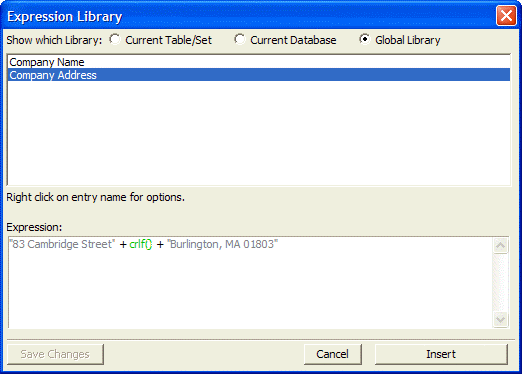 Expression Library
Show which Library: Current Table/Set Current Database Global Library
Company Name
Company Address
Right click on entry name for options.
Expression:
"83 Cambridge Street" + crlf() + "Burlington, MA 01803"
Save Changes Cancel Insert